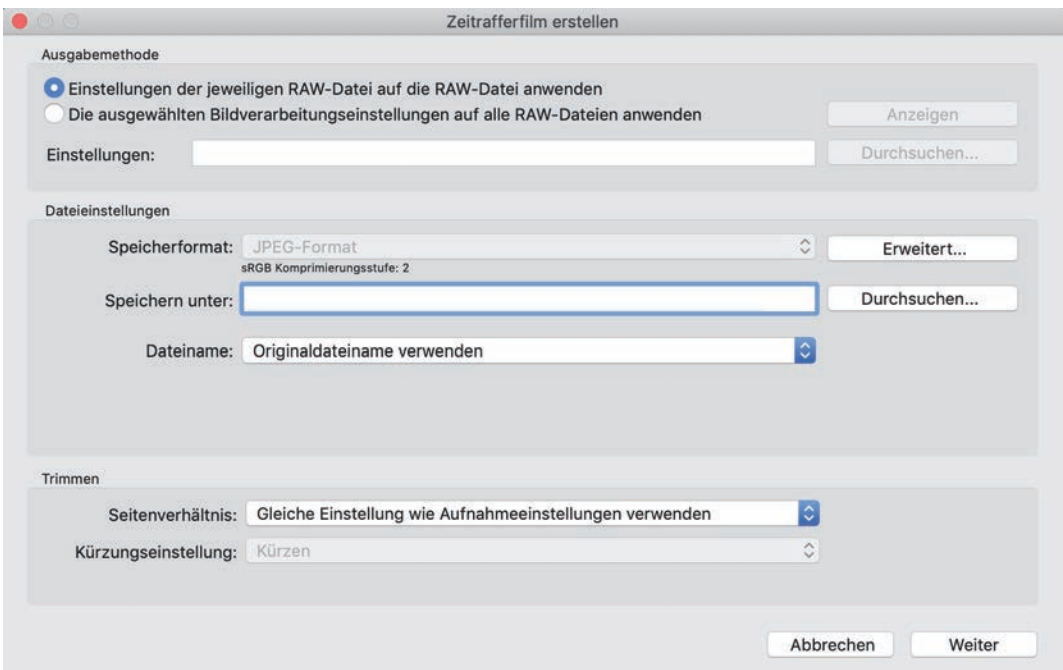 Zeitrafferfilm erstellen
Ausgabemethode
Einstellungen der jeweiligen RAW-Datei auf die RAW-Datei anwenden
Die ausgewählten Bildverarbeitungseinstellungen auf alle RAW-Dateien anwenden
Anzeigen
Einstellungen:
Durchsuchen...
Dateieinstellungen
Speicherformat: JPEG-Format
Erweitert...
sRGB Komprimierungsstufe: 2
Speichern unter:
Durchsuchen...
Dateiname: Originaldateiname verwenden
Trimmen
Seitenverhältnis: Gleiche Einstellung wie Aufnahmeeinstellungen verwenden
Kürzungseinstellung: Kürzen
Abbrechen
Weiter